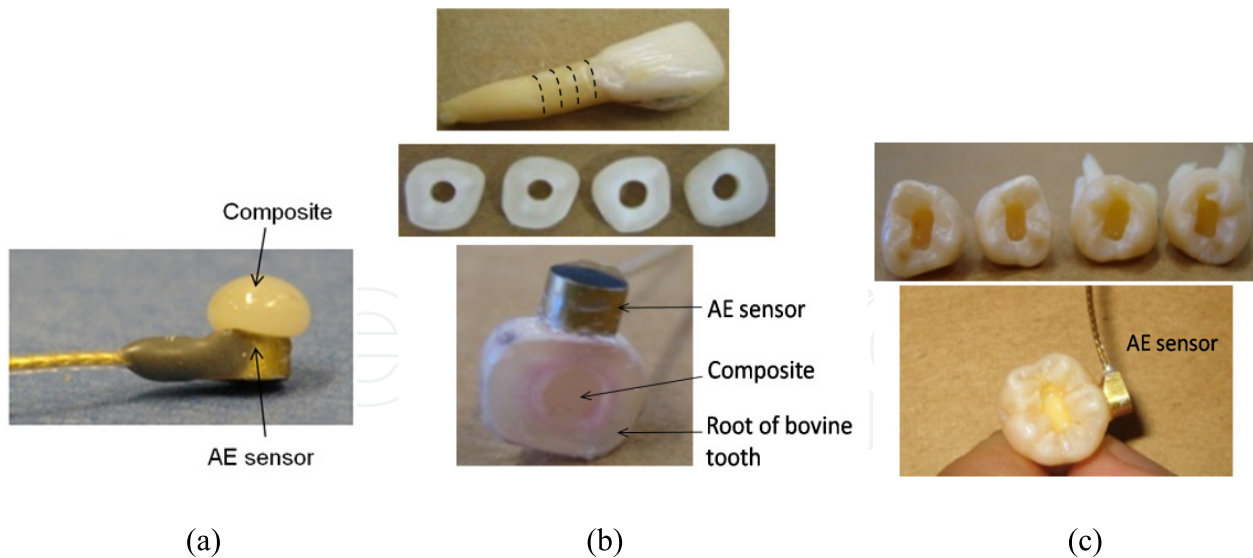 Composite
AE sensor
AE sensor
Composite
Root of bovine
tooth
AE sensor
(a)
(b)
(c)